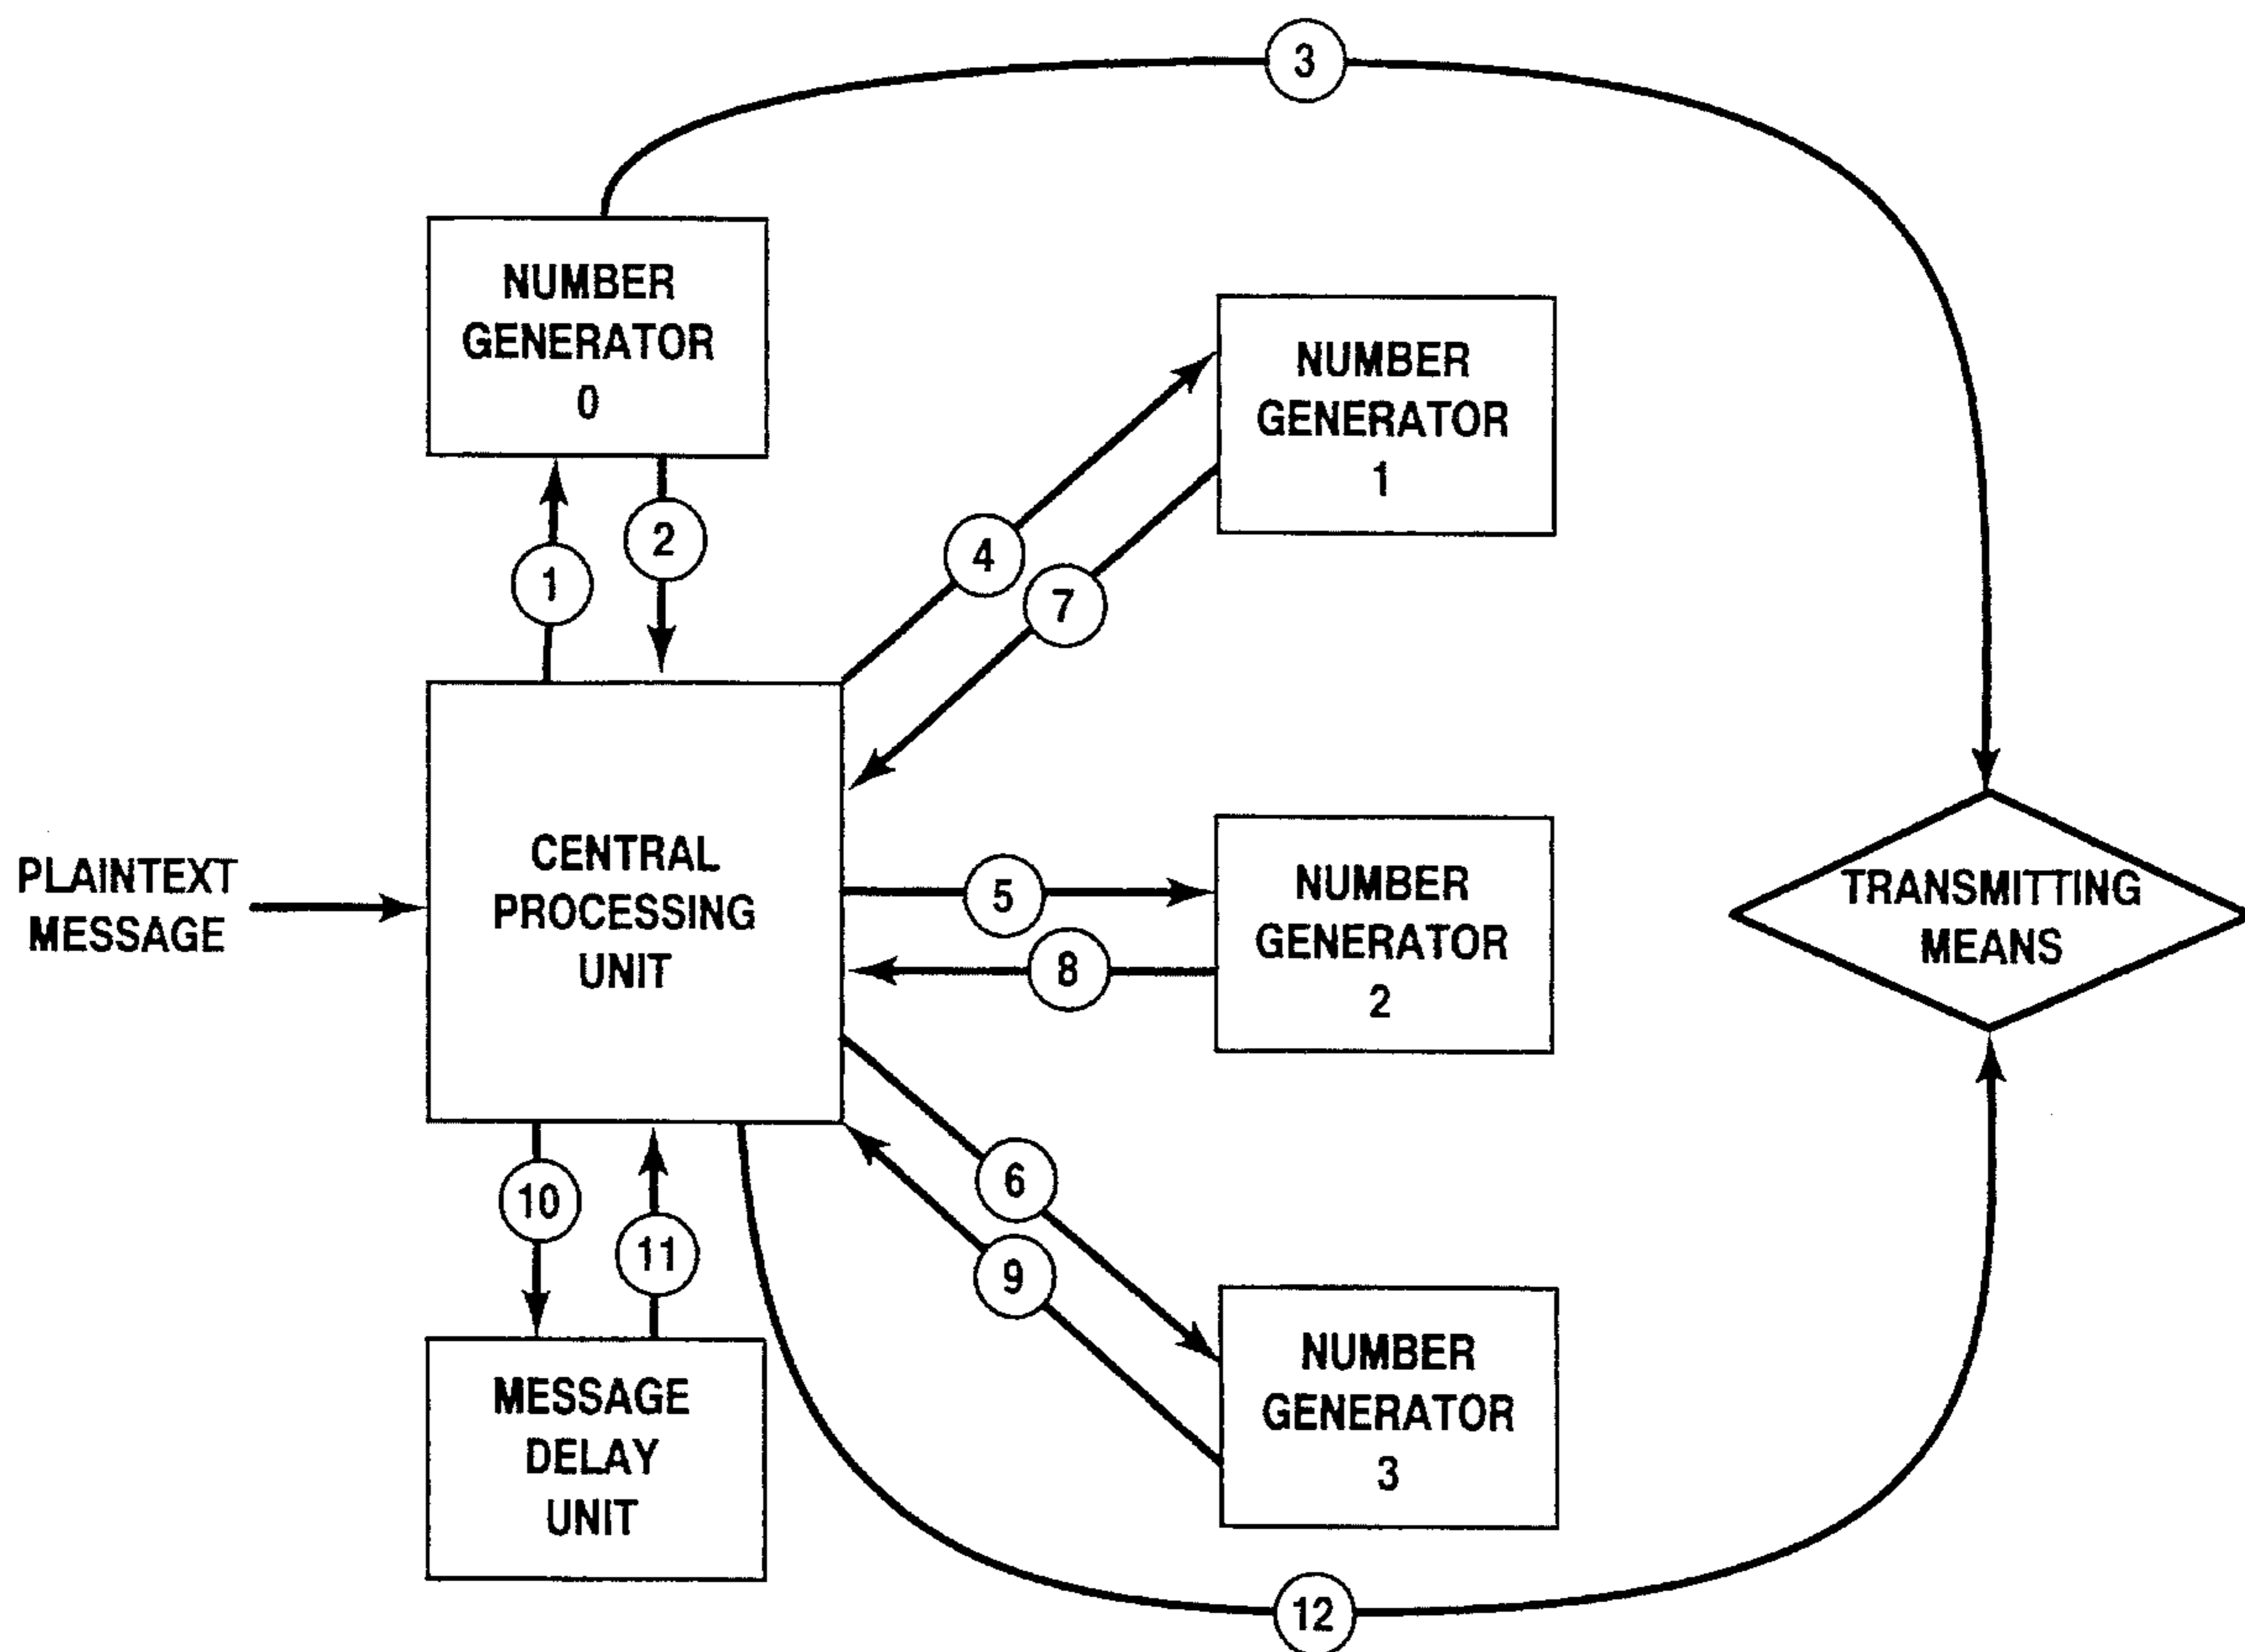 3
NUMBER
GENERATOR
0
NUMBER
GENERATOR
1
1
2
4
7
PLAINTEXT
MESSAGE
CENTRAL
PROCESSING
UNIT
5
8
NUMBER
GENERATOR
2
TRANSMITTING
MEANS
10
11
6
9
MESSAGE
DELAY
UNIT
NUMBER
GENERATOR
3
12